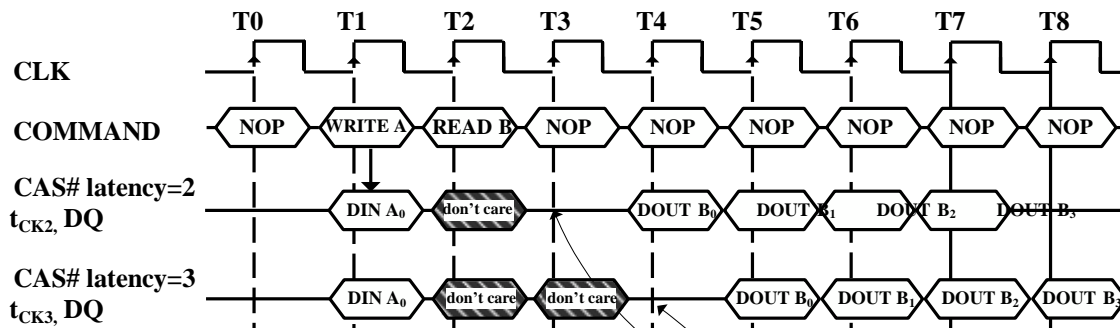 T0 T1 T2 T3 T4 T5 T6 T7 T8
CLK
COMMAND NOP WRITE A READ B NOP NOP NOP NOP NOP NOP
CAS# latency=2
tCK2, DQ DIN A0 don't care DOUT B0 DOUT B1 DOUT B2 DOUT B3
CAS# latency=3
tCK3, DQ DIN A0 don't care don't care DOUT B0 DOUT B1 DOUT B2 DOUT B3